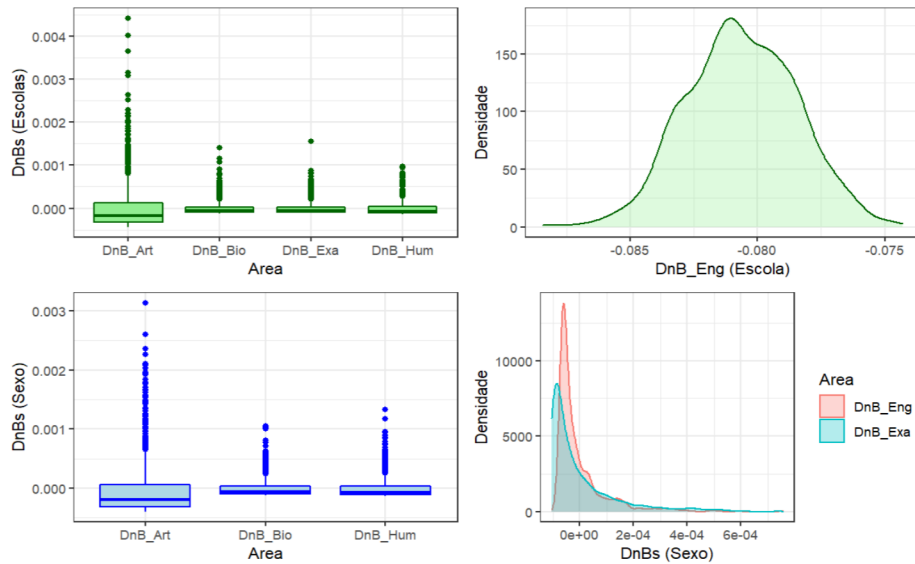 DnBs (Escolas)
0.004
0.003
0.002
0.001
0.000
DnB_Art DnB_Bio DnB_Exa DnB_Hum
Area
Densidade
150
100
50
0
-0.085 -0.080 -0.075
DnB_Eng (Escola)
DnBs (Sexo)
0.003
0.002
0.001
0.000
DnB_Art DnB_Bio DnB_Hum
Area
Densidade
10000
5000
0
0e+00 2e-04 4e-04 6e-04
DnBs (Sexo)
Area
DnB_Eng
DnB_Exa